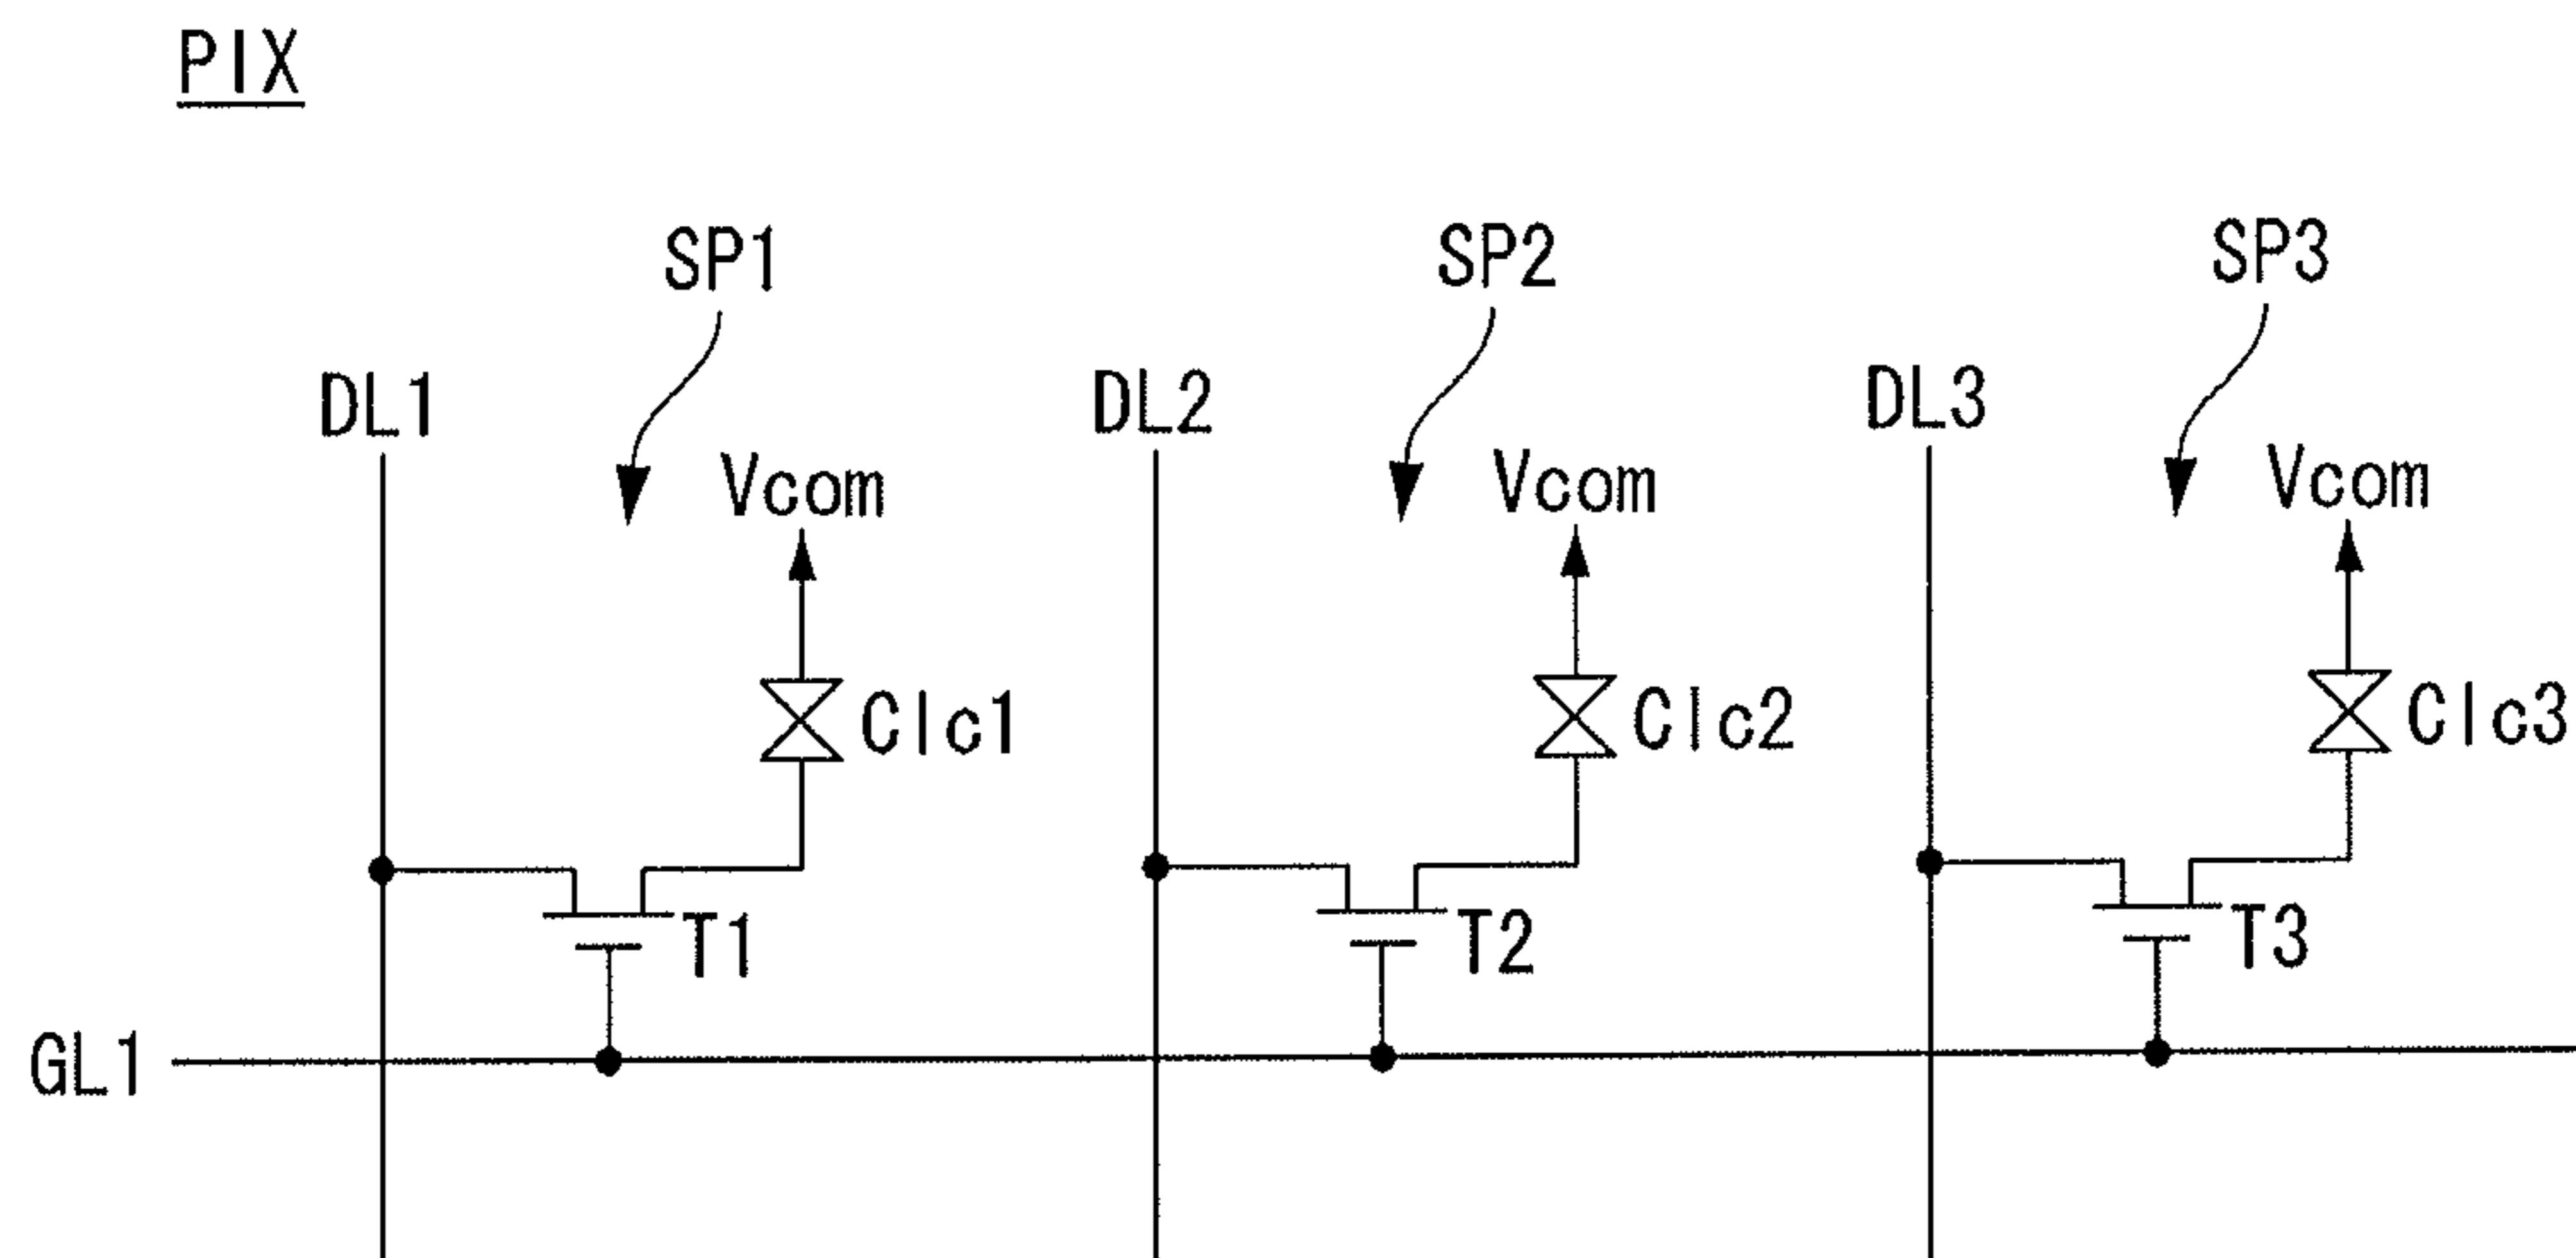 PIX
SP1 SP2 SP3
DL1 DL2 DL3
Vcom Vcom Vcom
Clc1 Clc2 Clc3
T1 T2 T3
GL1